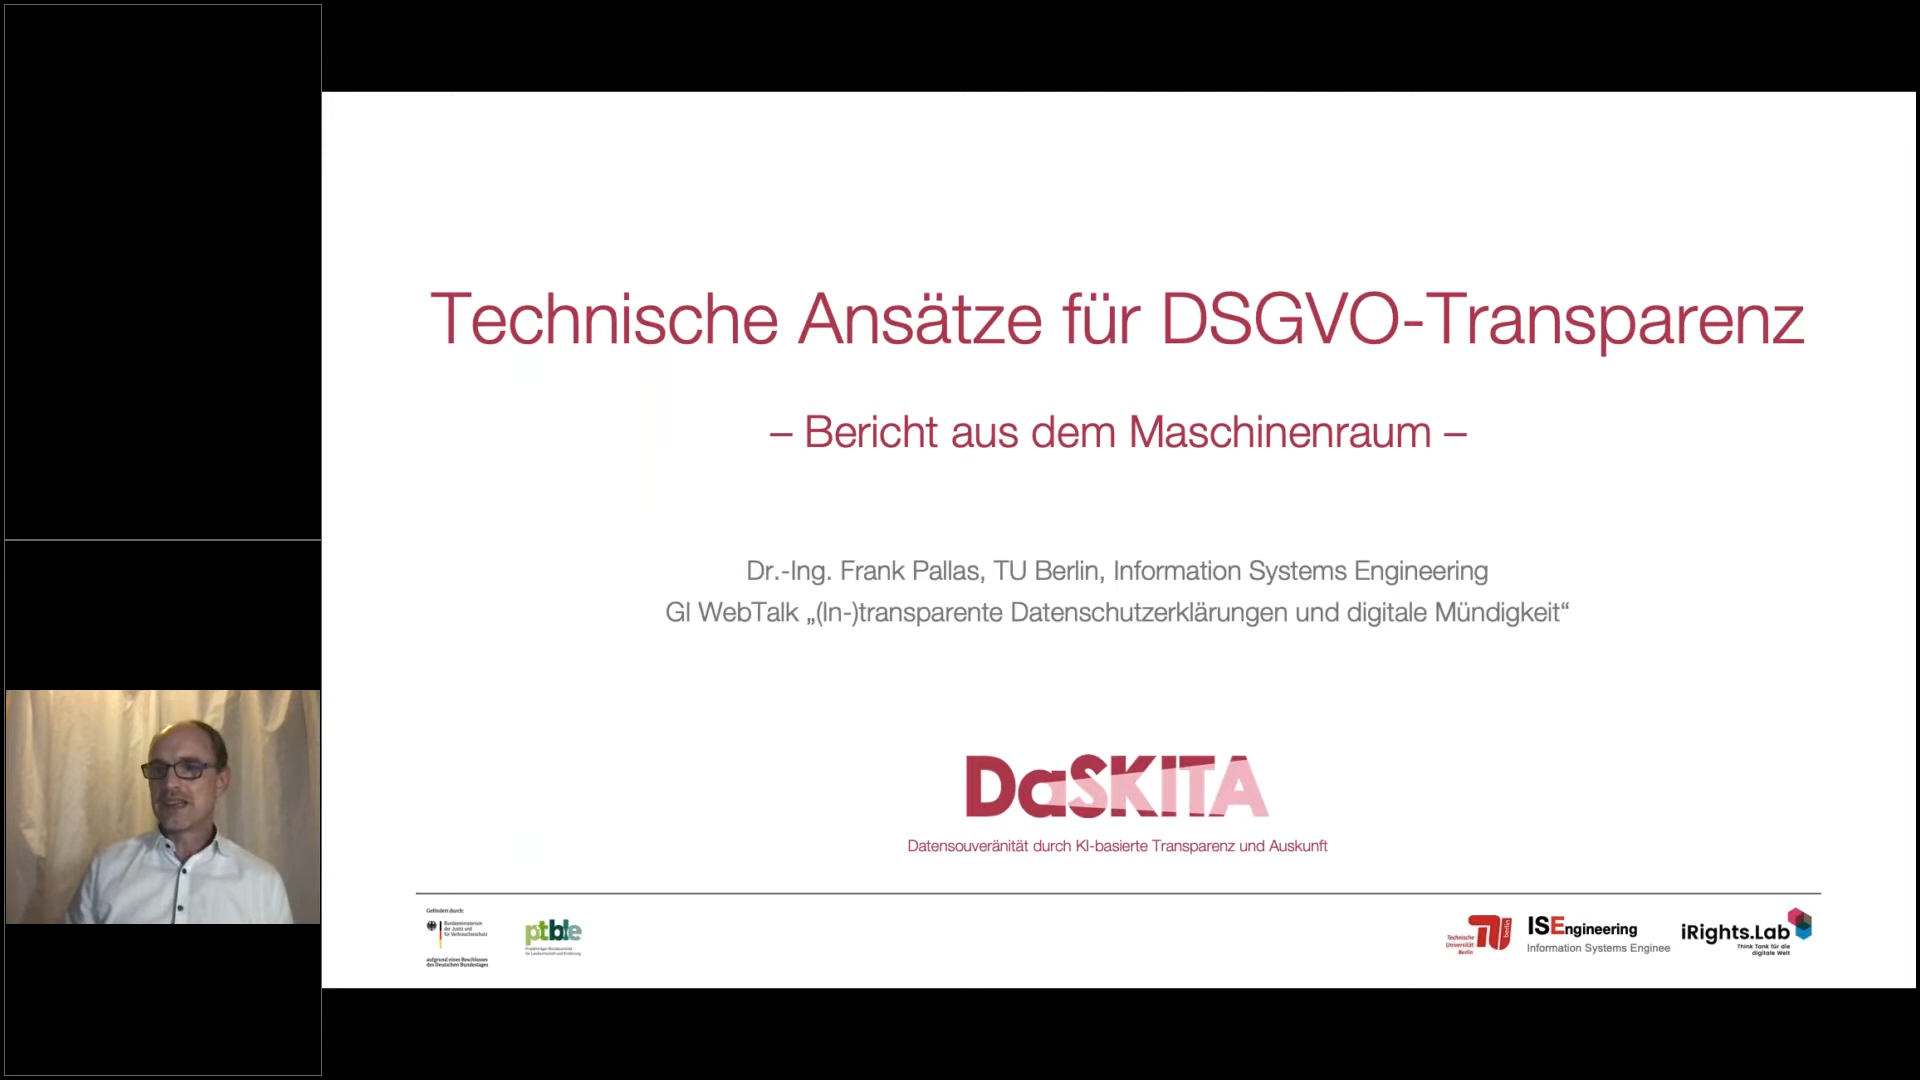 Technische Ansätze für DSGVO-Transparenz
– Bericht aus dem Maschinenraum –
Dr.-Ing. Frank Pallas, TU Berlin, Information Systems Engineering
GI WebTalk „(In-)transparente Datenschutzerklärungen und digitale Mündigkeit“
DaSKITA
Datensouveränität durch KI-basierte Transparenz und Auskunft
Gefördert durch:
Bundesministerium
der Justiz und
für Verbraucherschutz
aufgrund eines Beschlusses
des Deutschen Bundestages
ptble
Projektträger Bundesanstalt
für Landwirtschaft und Ernährung
Technische
Universität
Berlin
TU berlin
ISEngineering
Information Systems Enginee
iRights.Lab
Think Tank für die
digitale Welt